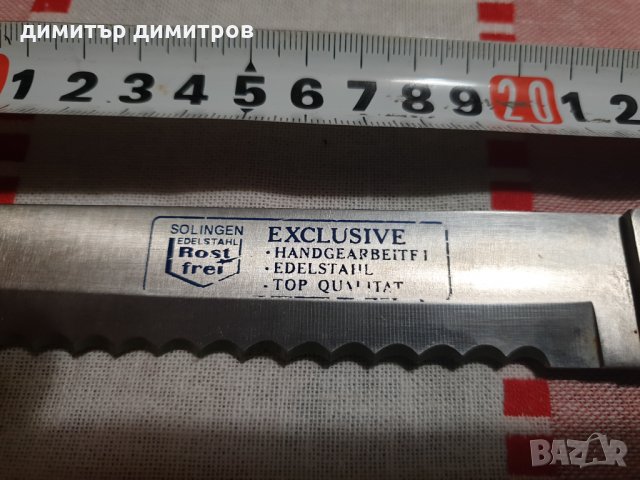 димитър димитров
1 2 3 4 5 6 7 8 9 20 1 2
SOLINGEN
EDELSTAHL
Rost
frei
EXCLUSIVE
· HANDGEARBEITET
· EDELSTAHL
· TOP QUALITAT
BAZAR